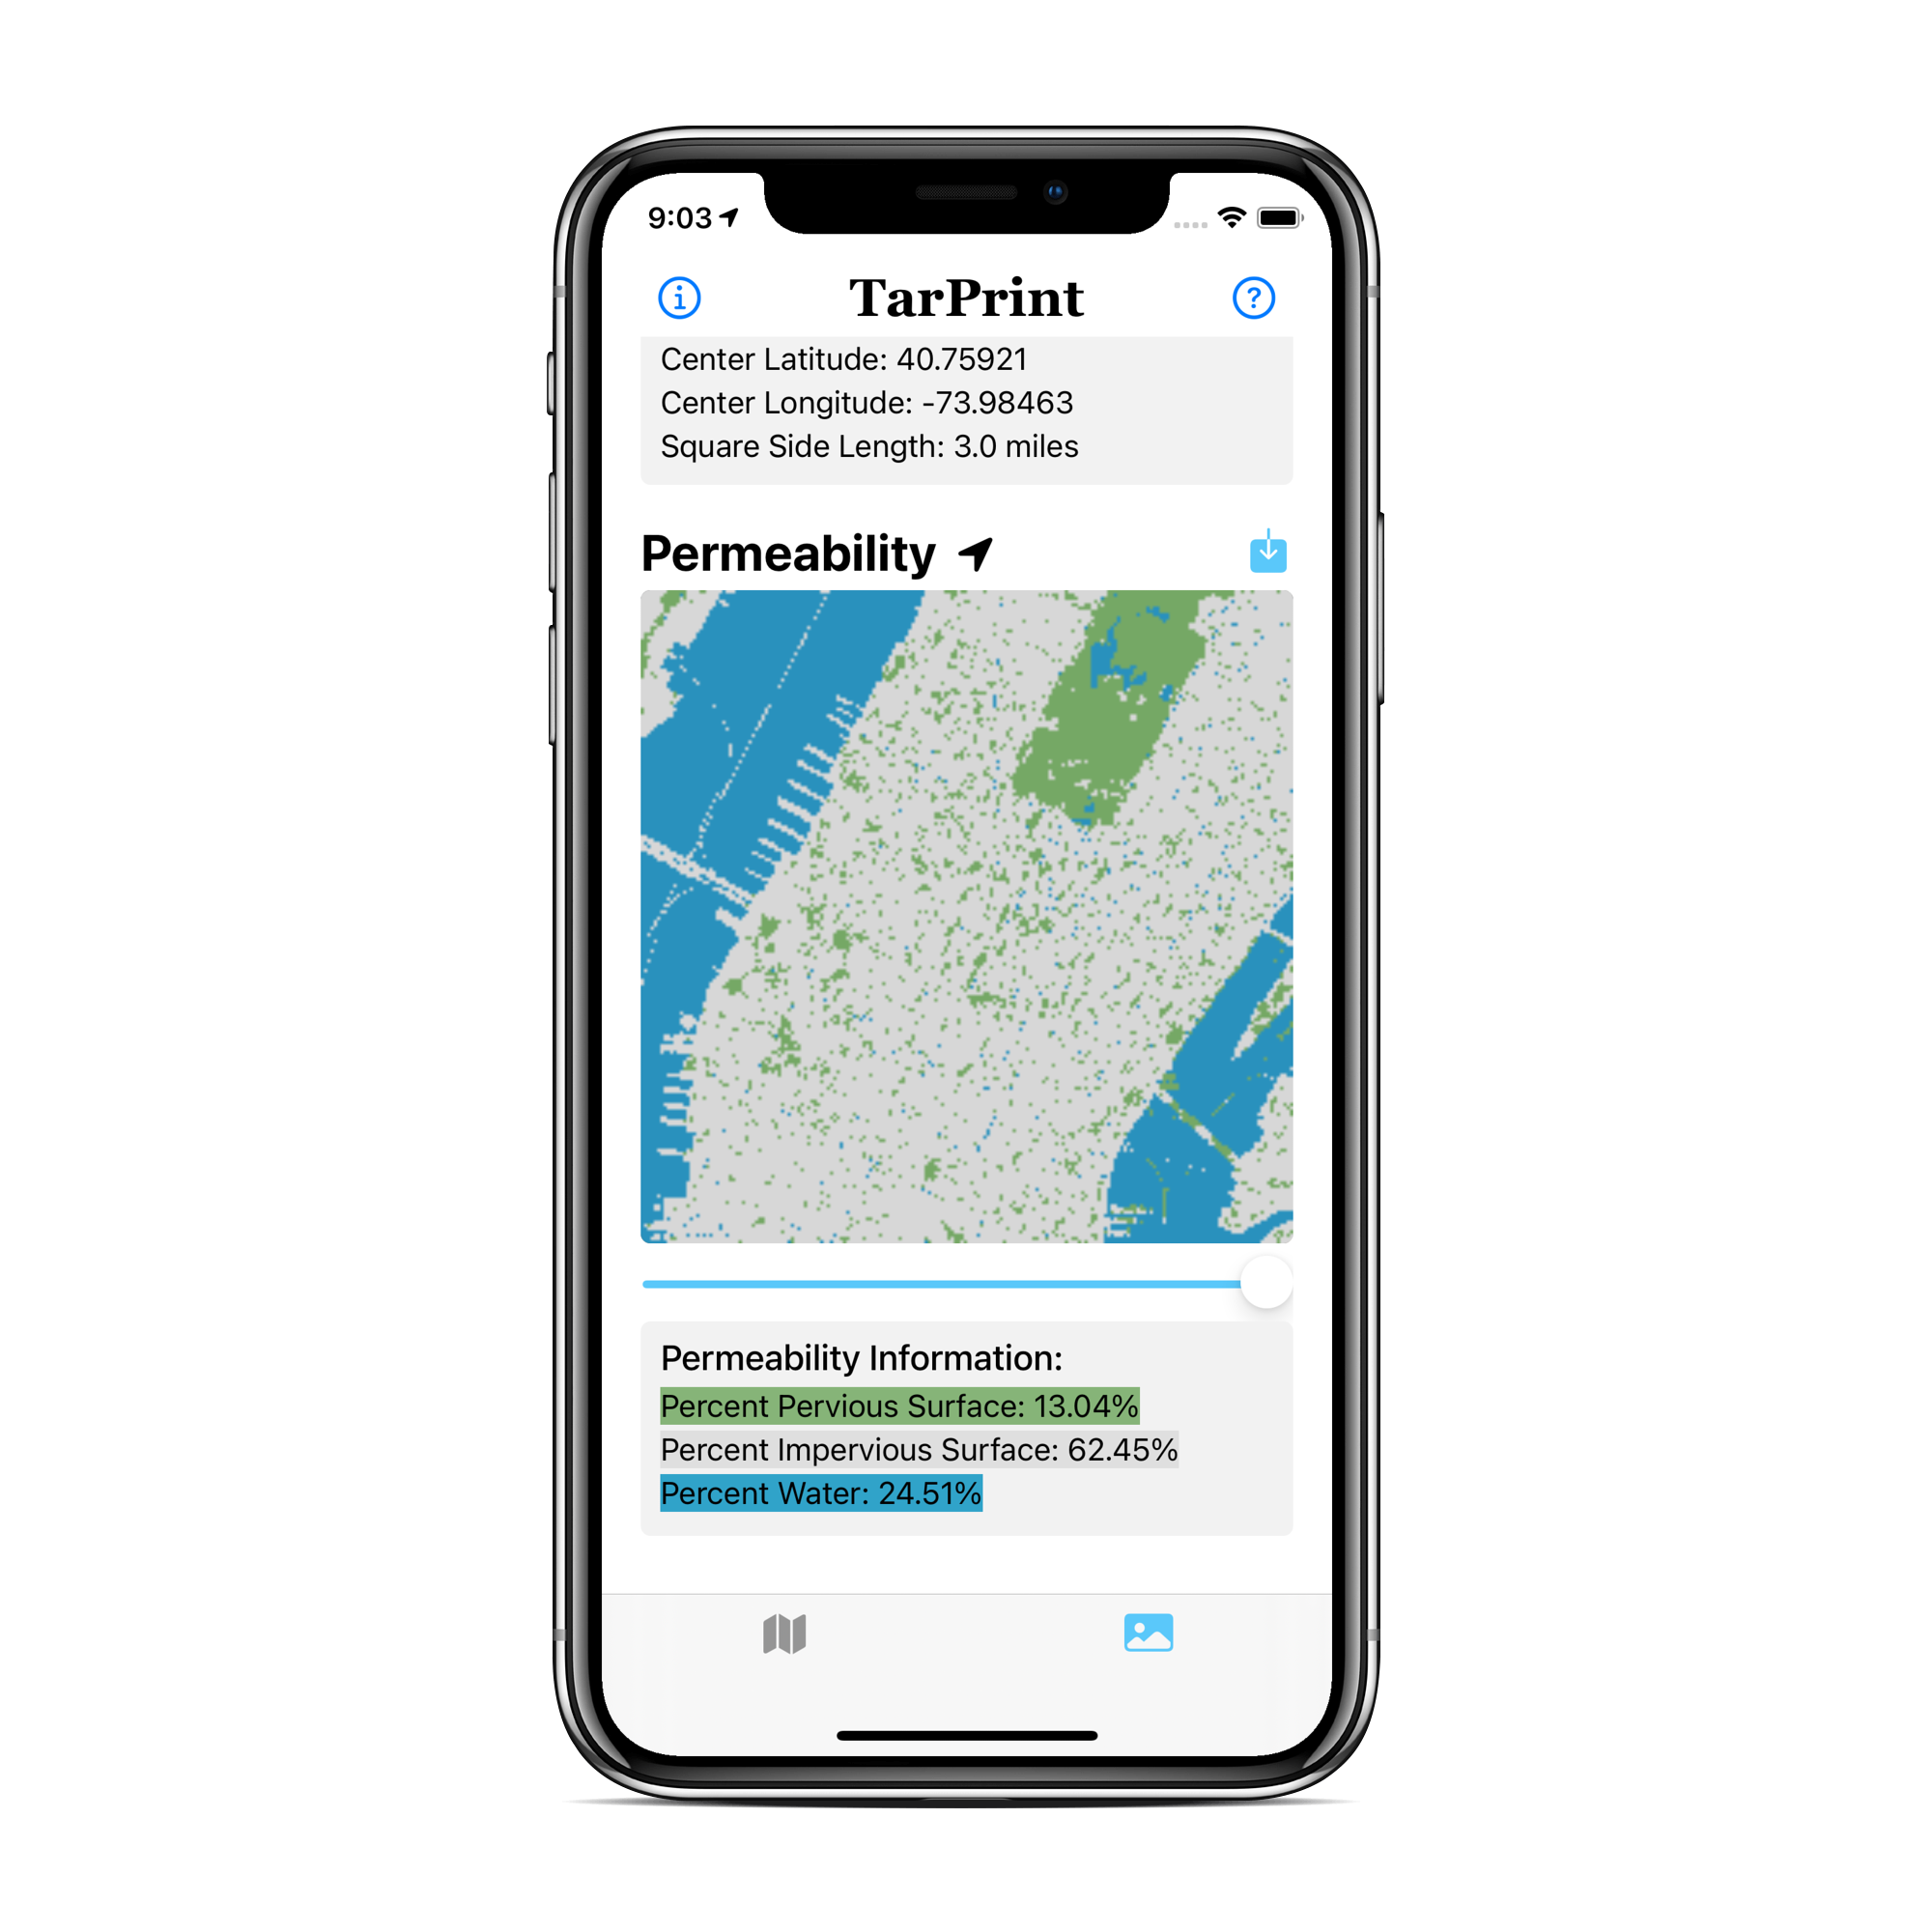 9:03
TarPrint
Center Latitude: 40.75921
Center Longitude: -73.98463
Square Side Length: 3.0 miles
Permeability
Permeability Information:
Percent Pervious Surface: 13.04%
Percent Impervious Surface: 62.45%
Percent Water: 24.51%